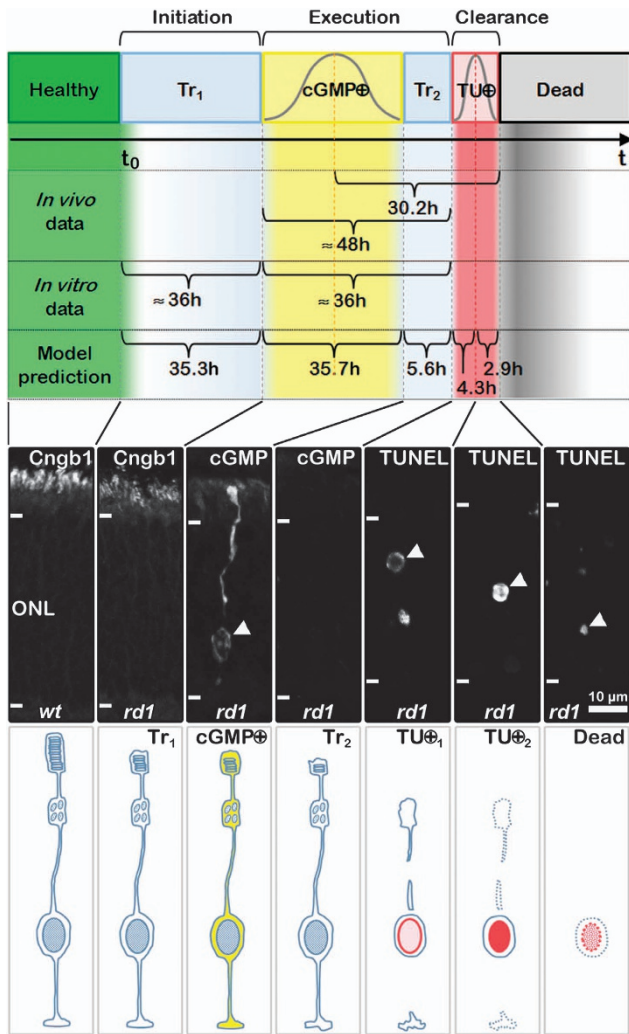 Initiation Execution Clearance
Healthy Tr₁ cGMP⊕ Tr₂ TU⊕ Dead
t₀ t
In vivo
data
30.2h
≈ 48h
In vitro
data
≈ 36h ≈ 36h
Model
prediction
35.3h 35.7h 5.6h 2.9h
4.3h
Cngb1 Cngb1 cGMP cGMP TUNEL TUNEL TUNEL
ONL
10 µm
wt rd1 rd1 rd1 rd1 rd1 rd1
Tr₁ cGMP⊕ Tr₂ TU⊕₁ TU⊕₂ Dead